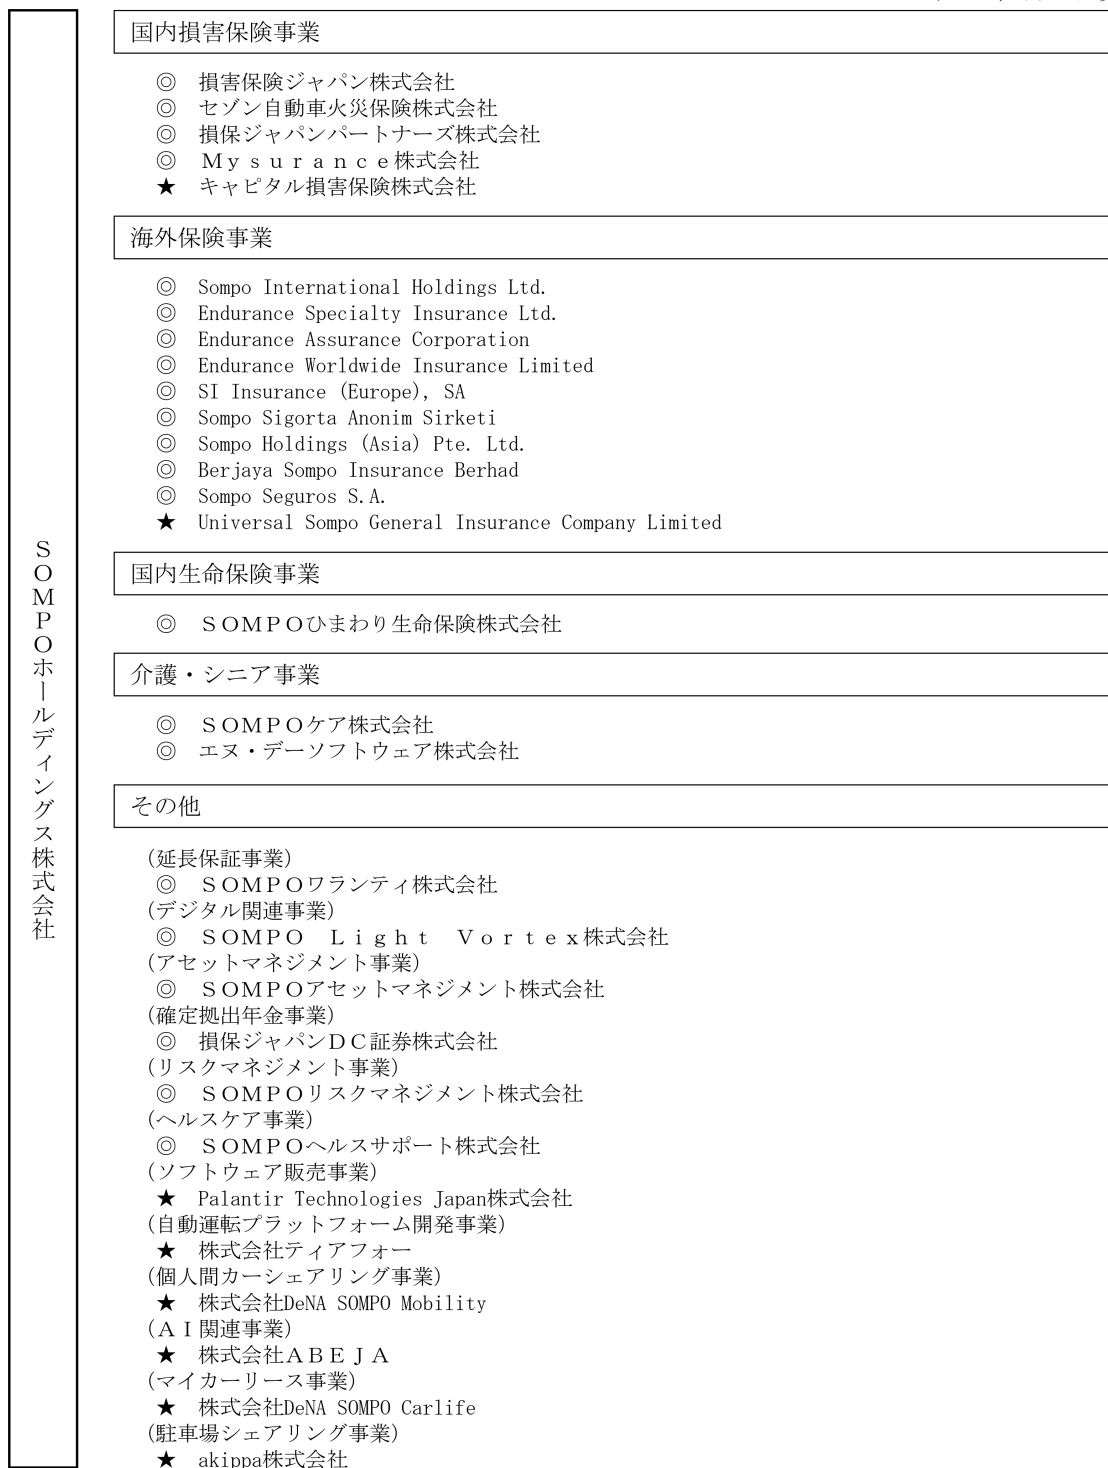 SOMPOホールディングス株式会社
国内損害保険事業
◎ 損害保険ジャパン株式会社
◎ セゾン自動車火災保険株式会社
◎ 損保ジャパンパートナーズ株式会社
◎ Mysurance株式会社
★ キャピタル損害保険株式会社
海外保険事業
◎ Sompo International Holdings Ltd.
◎ Endurance Specialty Insurance Ltd.
◎ Endurance Assurance Corporation
◎ Endurance Worldwide Insurance Limited
◎ SI Insurance (Europe), SA
◎ Sompo Sigorta Anonim Sirketi
◎ Sompo Holdings (Asia) Pte. Ltd.
◎ Berjaya Sompo Insurance Berhad
◎ Sompo Seguros S.A.
★ Universal Sompo General Insurance Company Limited
国内生命保険事業
◎ SOMPOひまわり生命保険株式会社
介護・シニア事業
◎ SOMPOケア株式会社
◎ エヌ・デーソフトウェア株式会社
その他
(延長保証事業)
◎ SOMPOワランティ株式会社
(デジタル関連事業)
◎ SOMPO Light Vortex株式会社
(アセットマネジメント事業)
◎ SOMPOアセットマネジメント株式会社
(確定拠出年金事業)
◎ 損保ジャパンDC証券株式会社
(リスクマネジメント事業)
◎ SOMPOリスクマネジメント株式会社
(ヘルスケア事業)
◎ SOMPOヘルスサポート株式会社
(ソフトウェア販売事業)
★ Palantir Technologies Japan株式会社
(自動運転プラットフォーム開発事業)
★ 株式会社ティアフォー
(個人間カーシェアリング事業)
★ 株式会社DeNA SOMPO Mobility
(AI関連事業)
★ 株式会社ABEJA
(マイカーリース事業)
★ 株式会社DeNA SOMPO Carlife
(駐車場シェアリング事業)
★ akippa株式会社